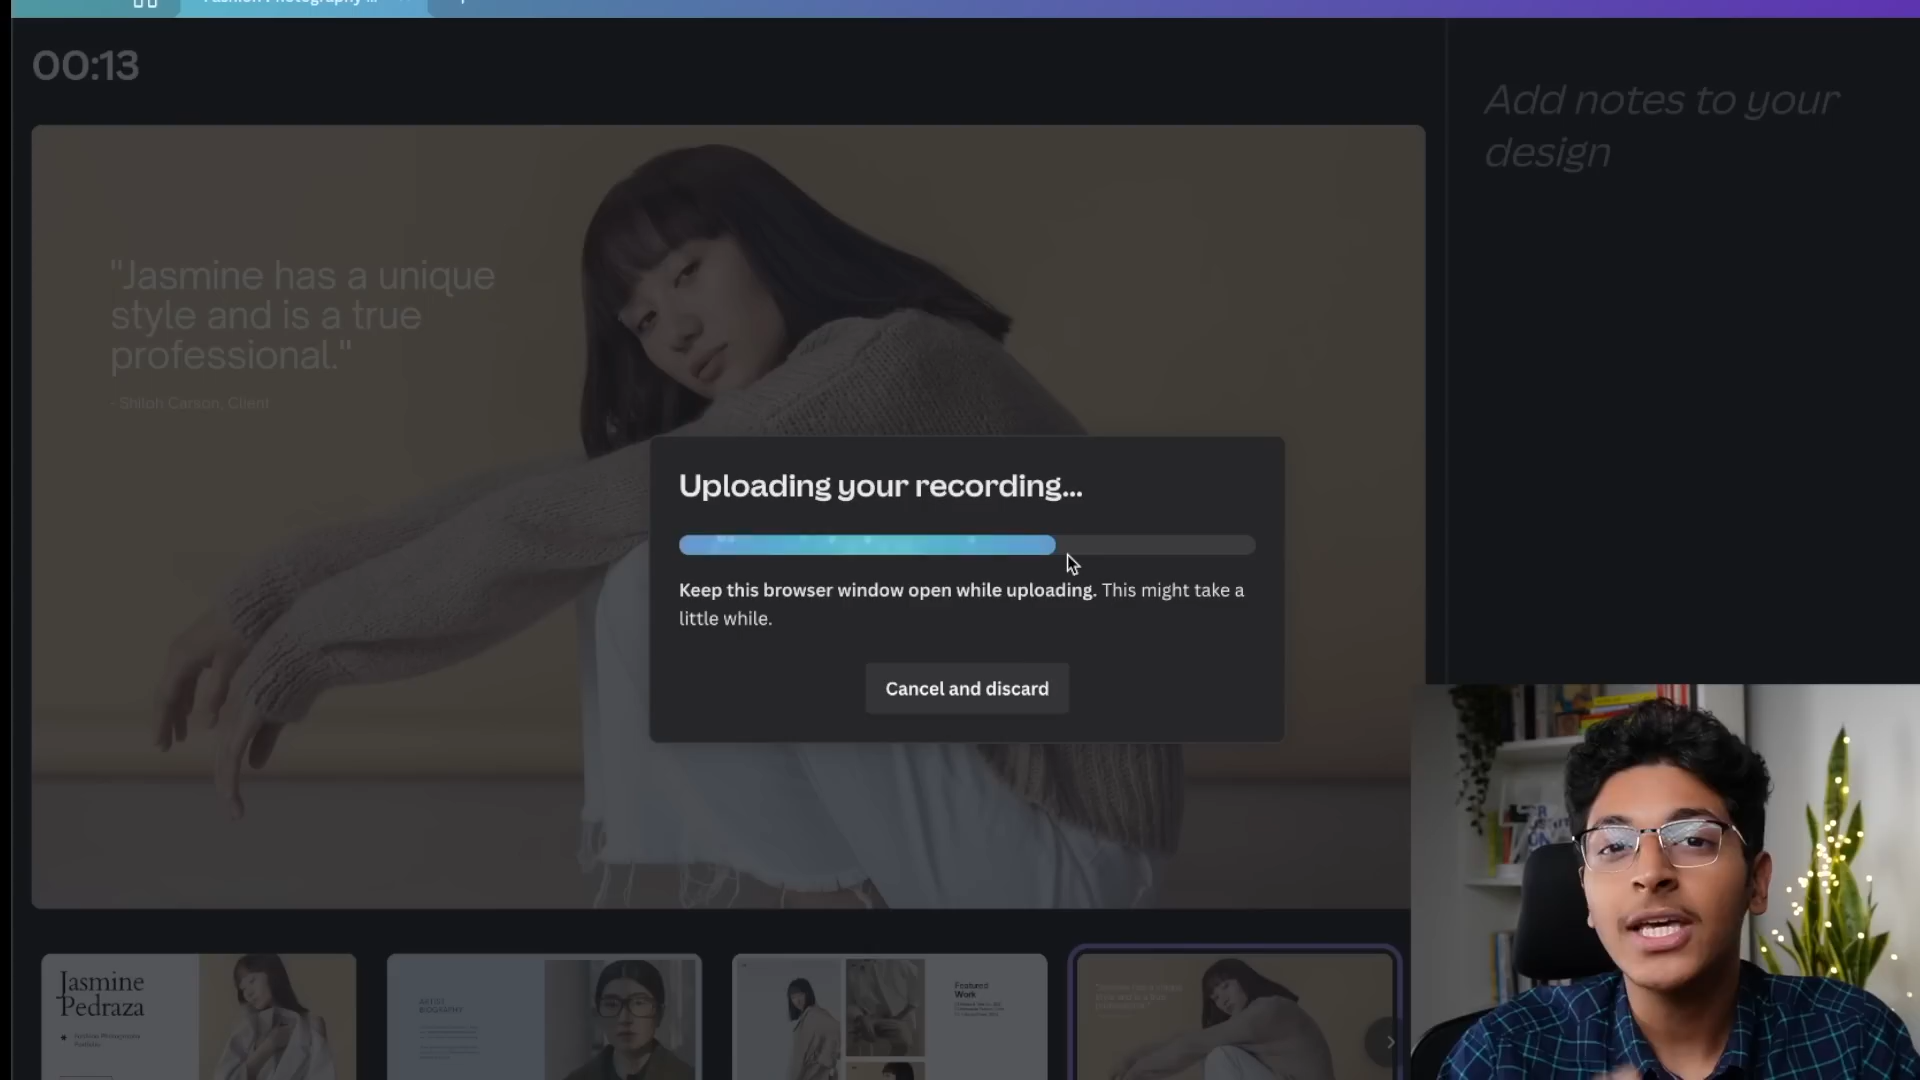 00:13
Add notes to your
design
"Jasmine has a unique
style and is a true
professional."
- Shiloh Carson, Client
Uploading your recording...
Keep this browser window open while uploading. This might take a
little while.
Cancel and discard
Jasmine
Pedraza
ARTIST
BIOGRAPHY
Featured
Work